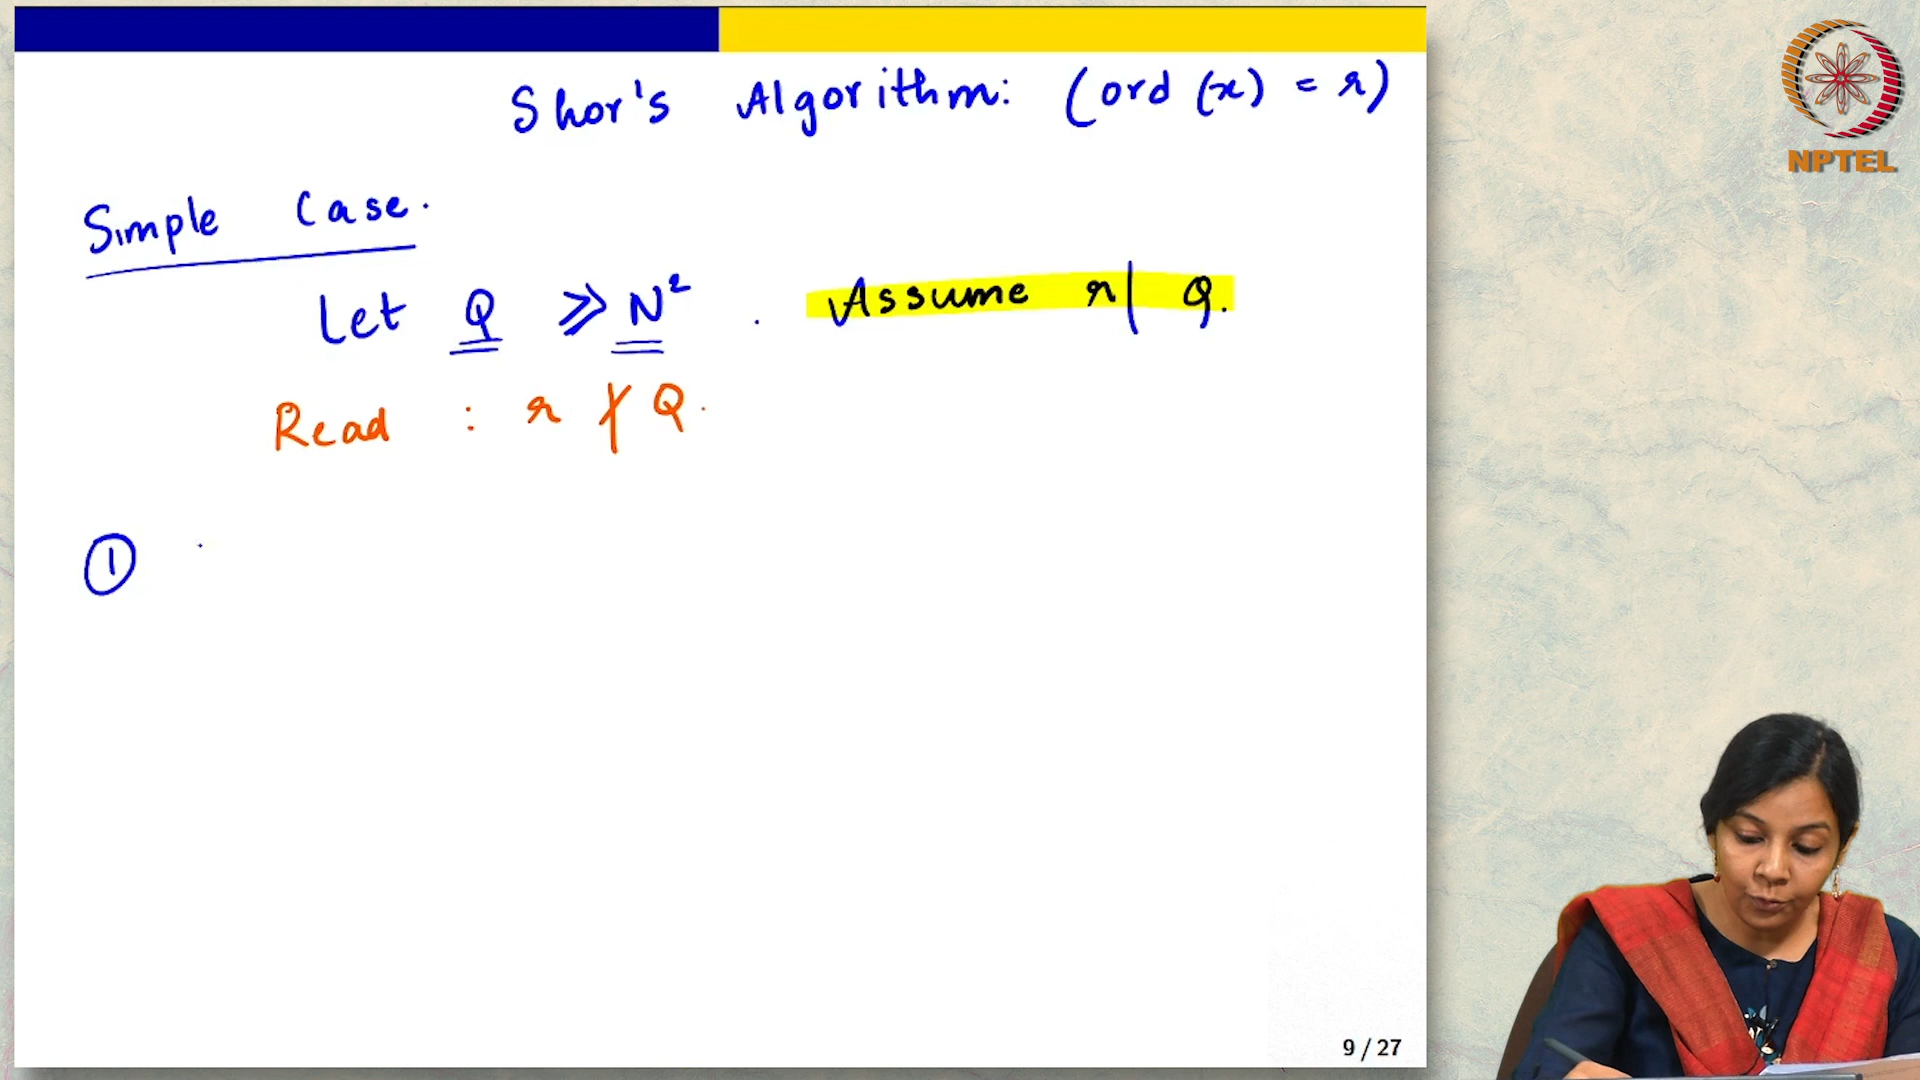 Shor's Algorithm: (ord (x) = r)
NPTEL
Simple Case.
Let Q ≫ N². Assume r | Q.
Read : r ∤ Q.
①
9 / 27